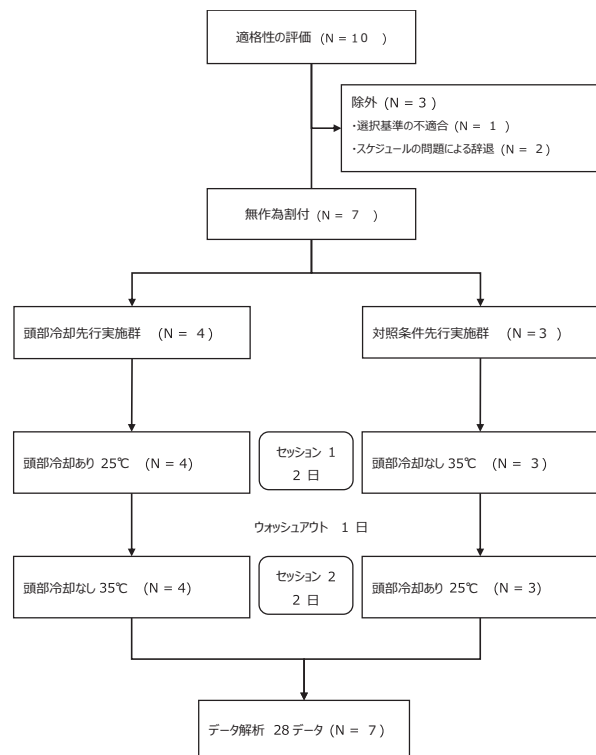 適格性の評価 (N = 10 )
除外 (N = 3 )
・選択基準の不適合 (N = 1 )
・スケジュールの問題による辞退 (N = 2 )
無作為割付 (N = 7 )
頭部冷却先行実施群 (N = 4)
対照条件先行実施群 (N = 3 )
頭部冷却あり 25℃ (N = 4)
セッション 1
2 日
頭部冷却なし 35℃ (N = 3)
ウォッシュアウト 1 日
頭部冷却なし 35℃ (N = 4)
セッション 2
2 日
頭部冷却あり 25℃ (N = 3)
データ解析 28データ (N = 7)